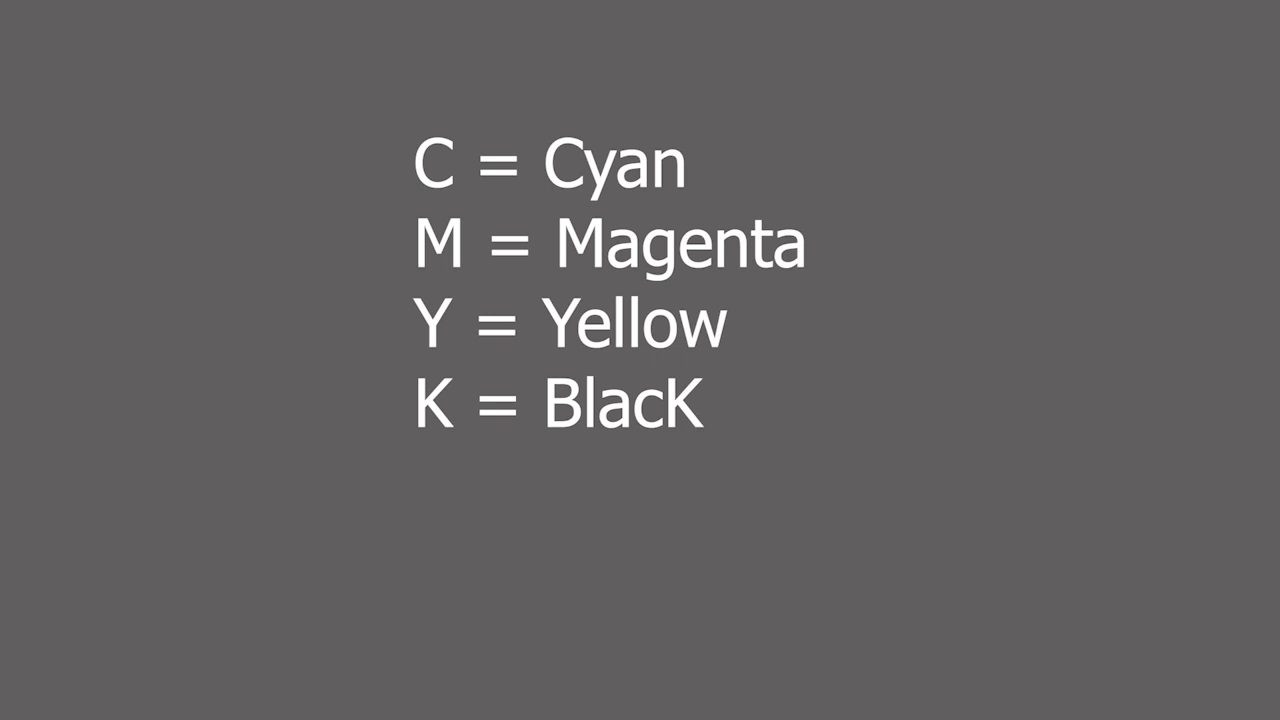 C = Cyan
M = Magenta
Y = Yellow
K = BlacK